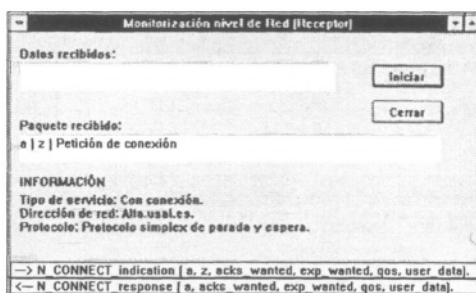 Monitorización nivel de Red [Receptor]
Datos recibidos:
Iniciar
Cerrar
Paquete recibido:
a | z | Petición de conexión
INFORMACIÓN
Tipo de servicio: Con conexión.
Dirección de red: Alia.usal.es.
Protocolo: Protocolo simplex de parada y espera.
—> N_CONNECT_indication [ a, z, acks_wanted, exp_wanted, qos, user_data].
<— N_CONNECT_response [ a, acks_wanted, exp_wanted, qos, user_data].